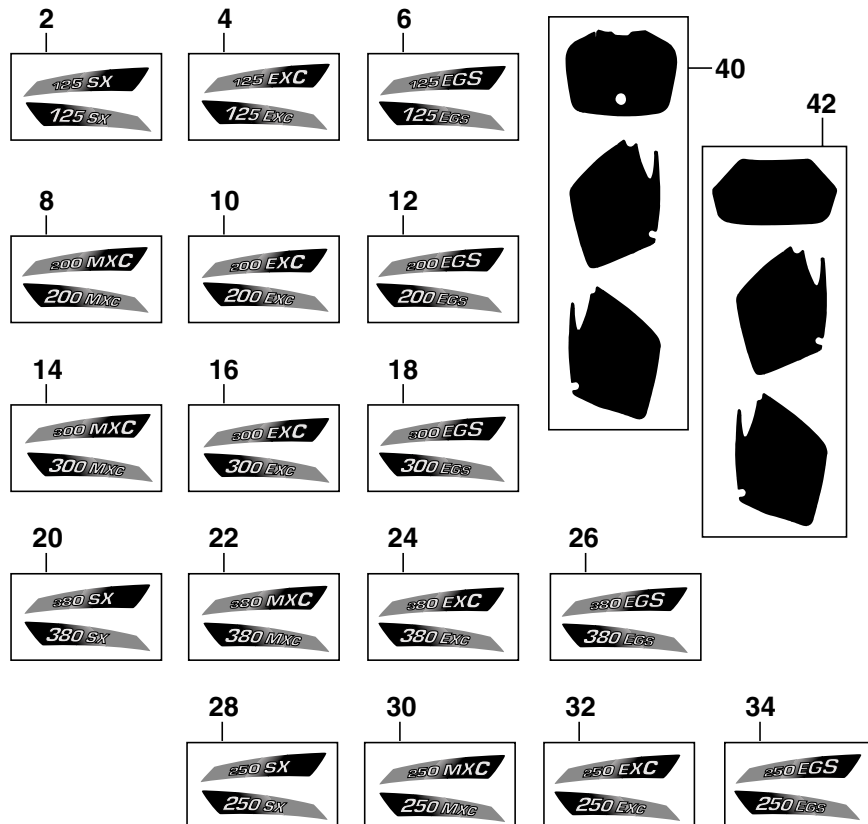 2 4 6
40
125 SX 125 EXC 125 EGS
125 SX 125 EXC 125 EGS
42
8 10 12
200 MXC 200 EXC 200 EGS
200 MXC 200 EXC 200 EGS
14 16 18
300 MXC 300 EXC 300 EGS
300 MXC 300 EXC 300 EGS
20 22 24 26
380 SX 380 MXC 380 EXC 380 EGS
380 SX 380 MXC 380 EXC 380 EGS
28 30 32 34
250 SX 250 MXC 250 EXC 250 EGS
250 SX 250 MXC 250 EXC 250 EGS